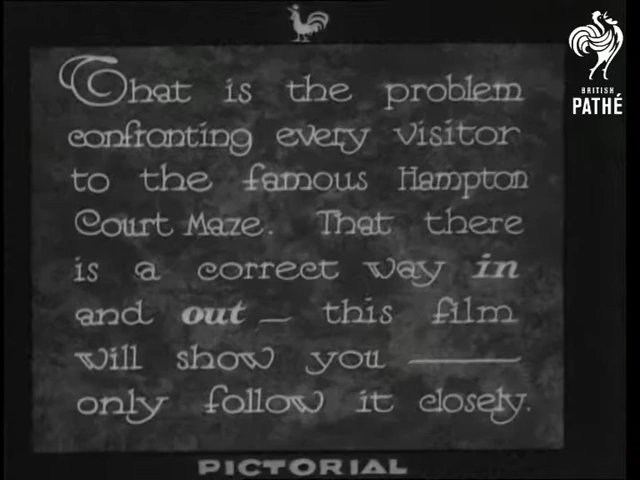 BRITISH
PATHÉ
That is the problem
confronting every visitor
to the famous Hampton
Court Maze. That there
is a correct way in
and out — this film
will show you ——
only follow it closely.
PICTORIAL